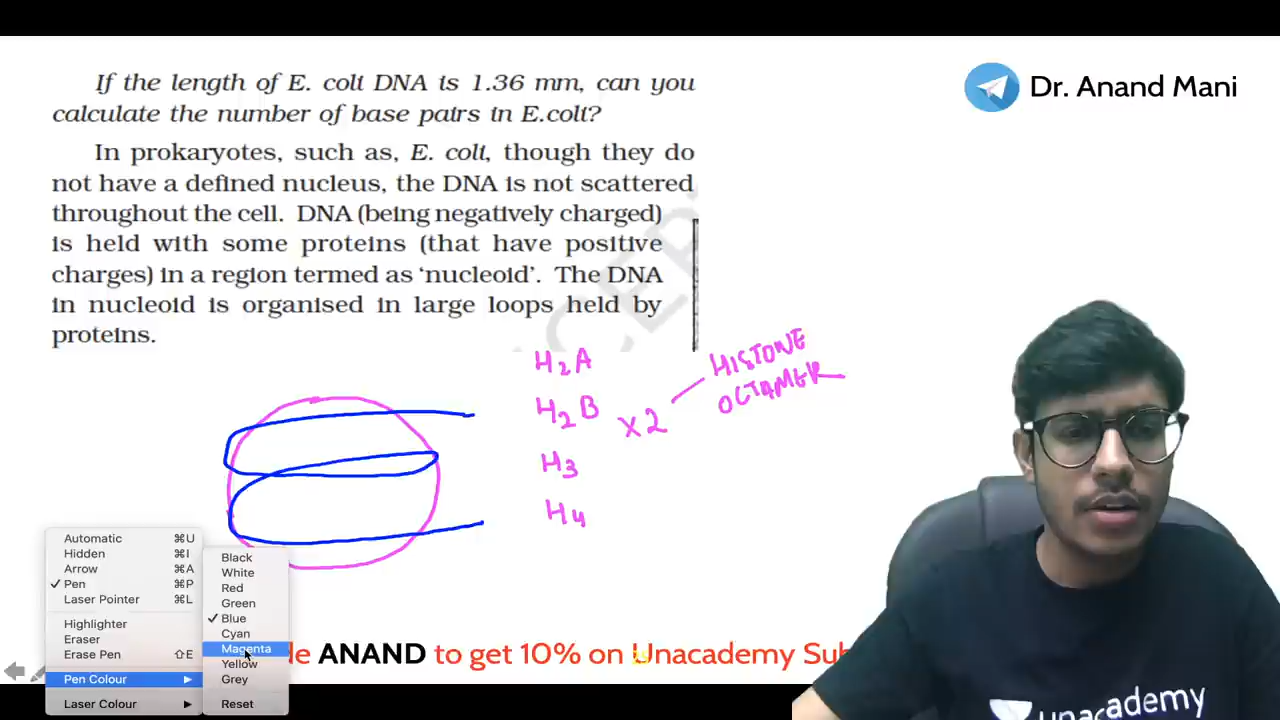 If the length of E. coli DNA is 1.36 mm, can you
calculate the number of base pairs in E.coli?
In prokaryotes, such as, E. coli, though they do
not have a defined nucleus, the DNA is not scattered
throughout the cell. DNA (being negatively charged)
is held with some proteins (that have positive
charges) in a region termed as ‘nucleoid’. The DNA
in nucleoid is organised in large loops held by
proteins.
Dr. Anand Mani
H2A
H2B
H3
H4
x2
HISTONE
OCTAMER
Automatic ⌘U
Hidden ⌘I
Arrow ⌘A
✓ Pen ⌘P
Laser Pointer ⌘L
Highlighter
Eraser
Erase Pen ⇧E
Pen Colour
Laser Colour
Black
White
Red
Green
✓ Blue
Cyan
Magenta
Yellow
Grey
Reset
ANAND to get 10% on Unacademy
unacademy